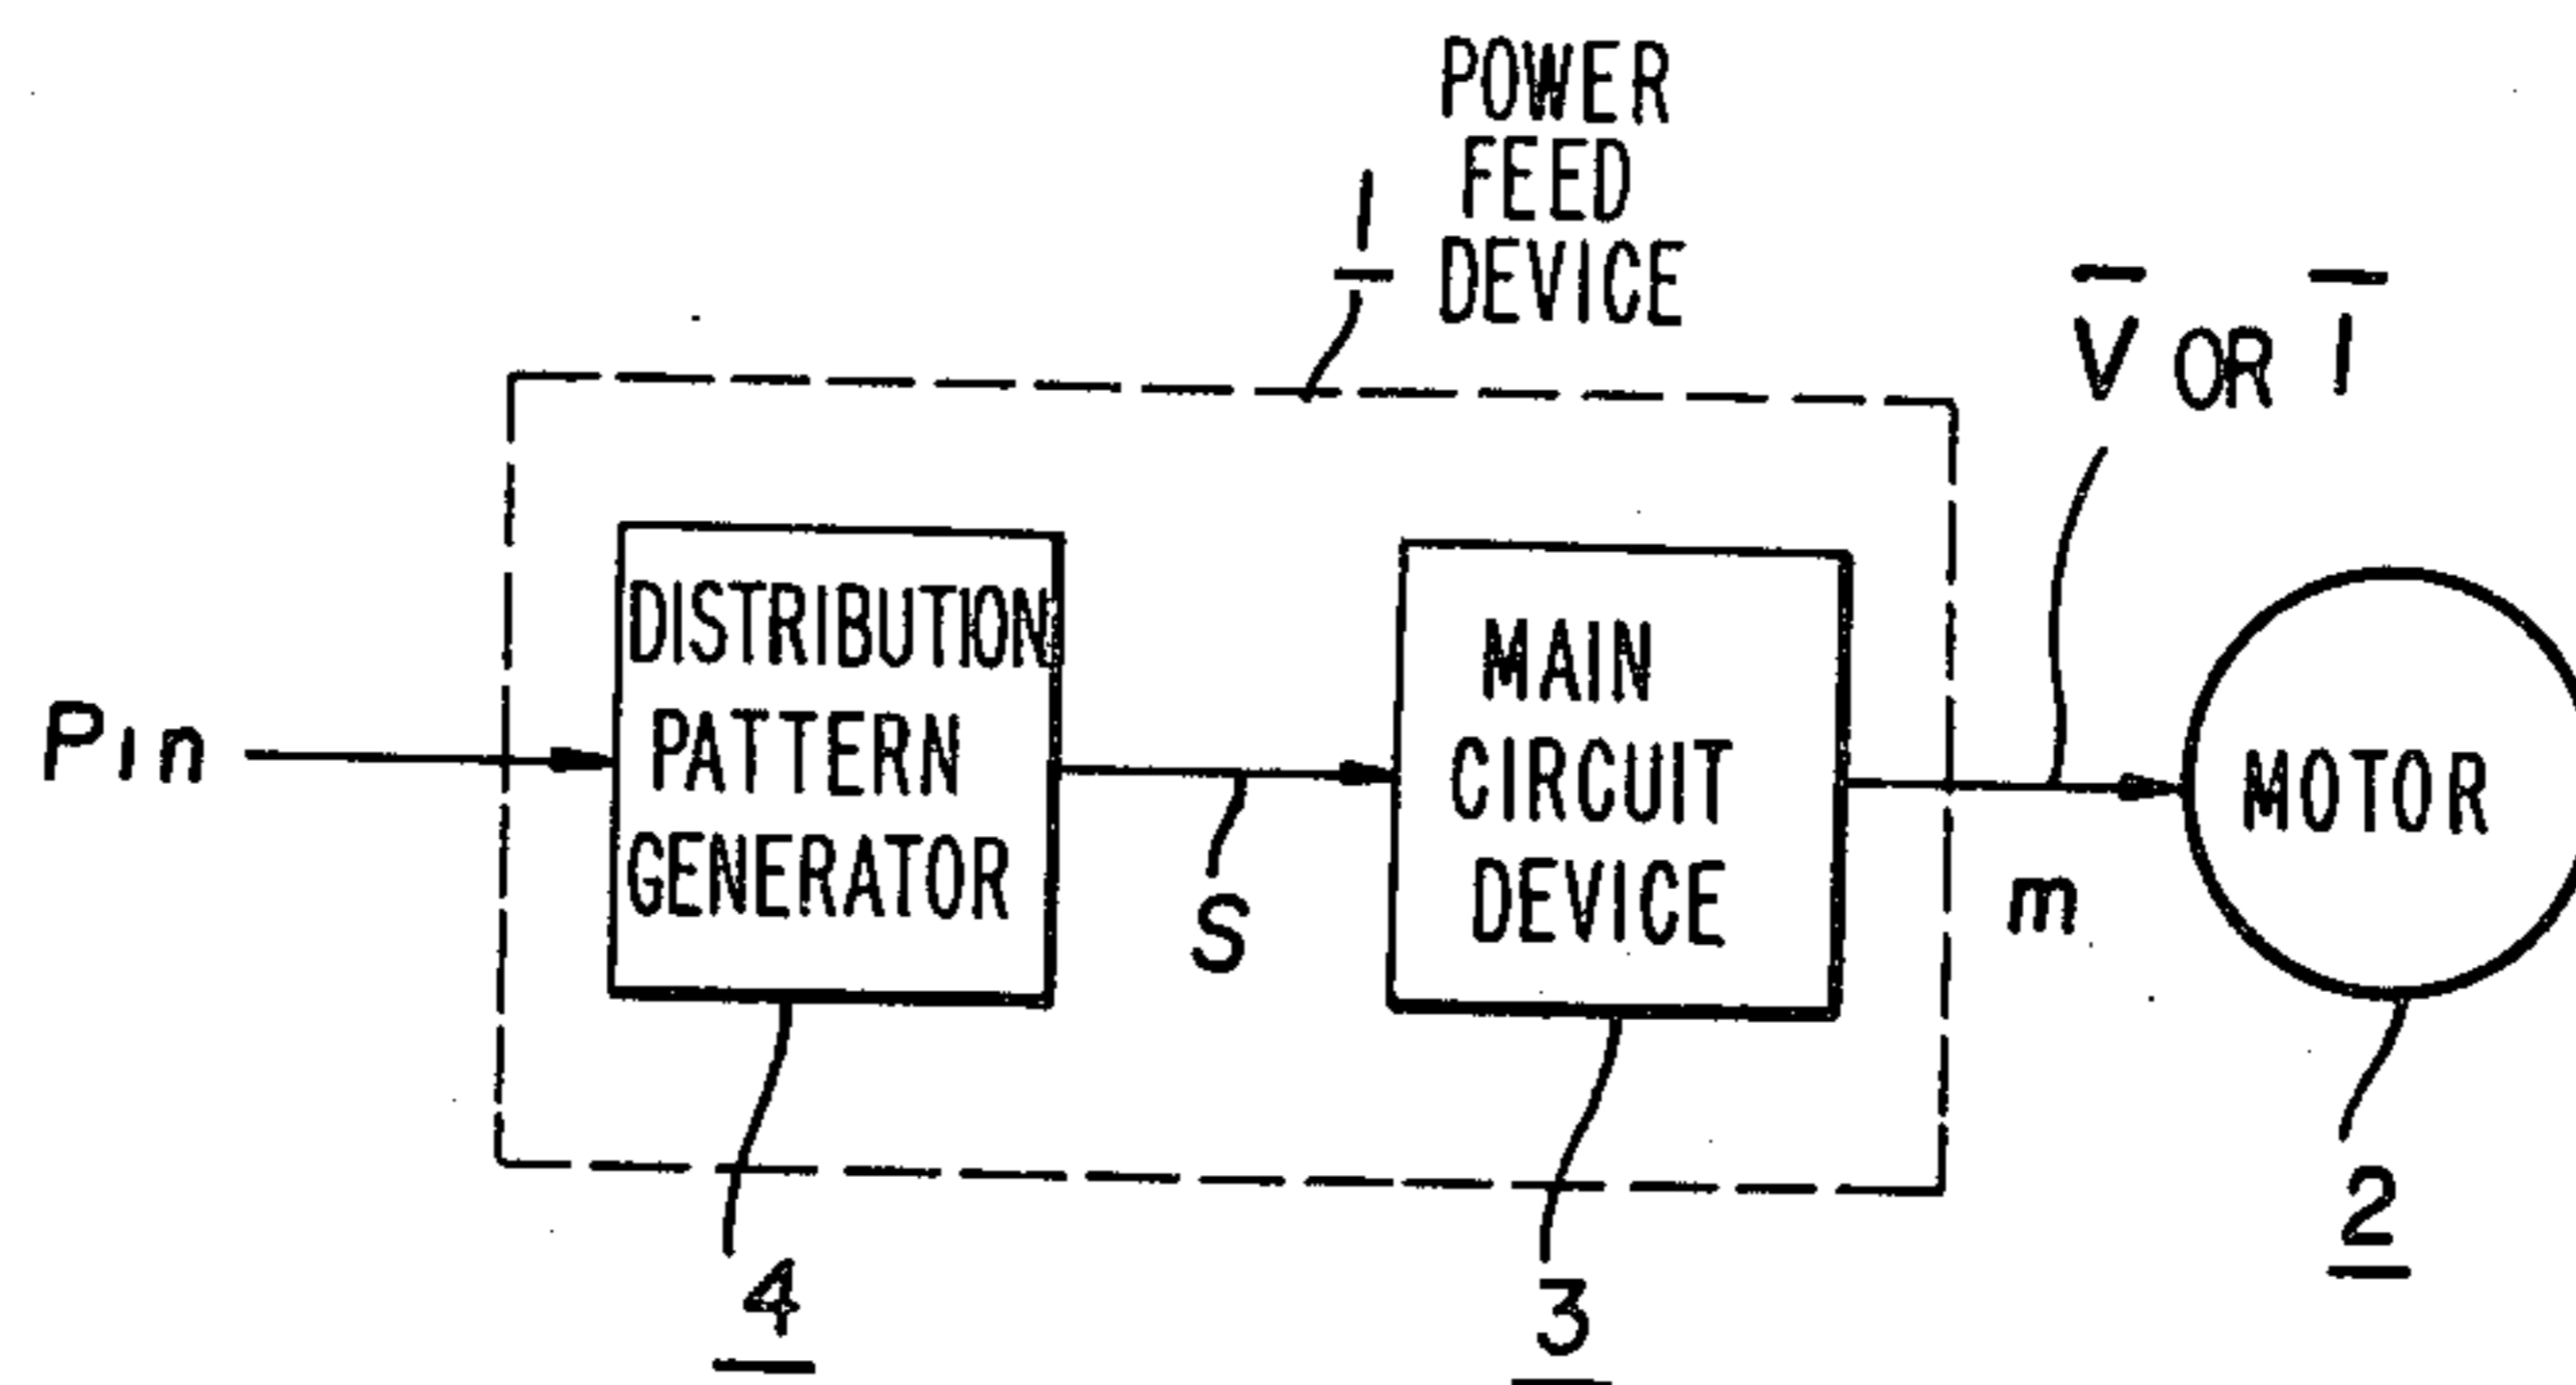 POWER
FEED
DEVICE
1
V̅ OR I̅
Pin
DISTRIBUTION
PATTERN
GENERATOR
S
MAIN
CIRCUIT
DEVICE
m
MOTOR
4
3
2